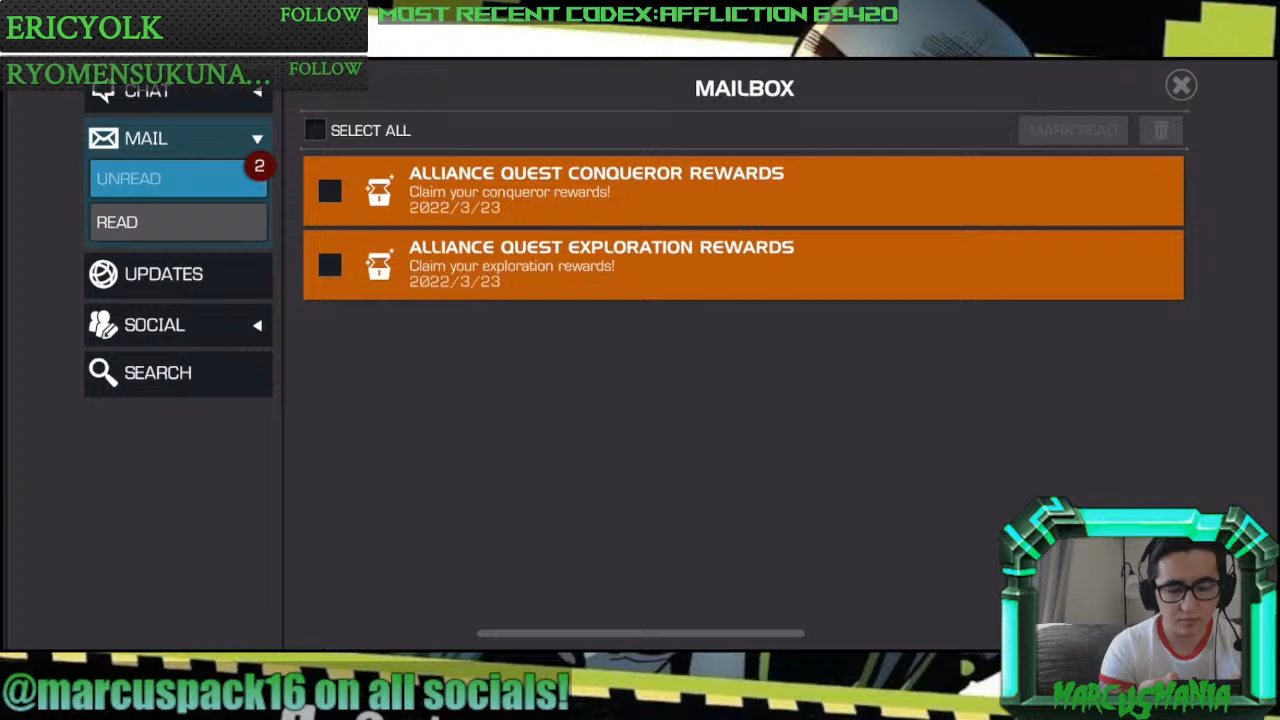 ERICYOLK
FOLLOW
MOST RECENT CODEX:AFFLICTION 69420
RYOMENSUKUNA...
FOLLOW
CHAT
MAIL
UNREAD
2
READ
UPDATES
SOCIAL
SEARCH
MAILBOX
SELECT ALL
MARK READ
ALLIANCE QUEST CONQUEROR REWARDS
Claim your conqueror rewards!
2022/3/23
ALLIANCE QUEST EXPLORATION REWARDS
Claim your exploration rewards!
2022/3/23
@marcuspack16 on all socials!
MARCUSMANIA